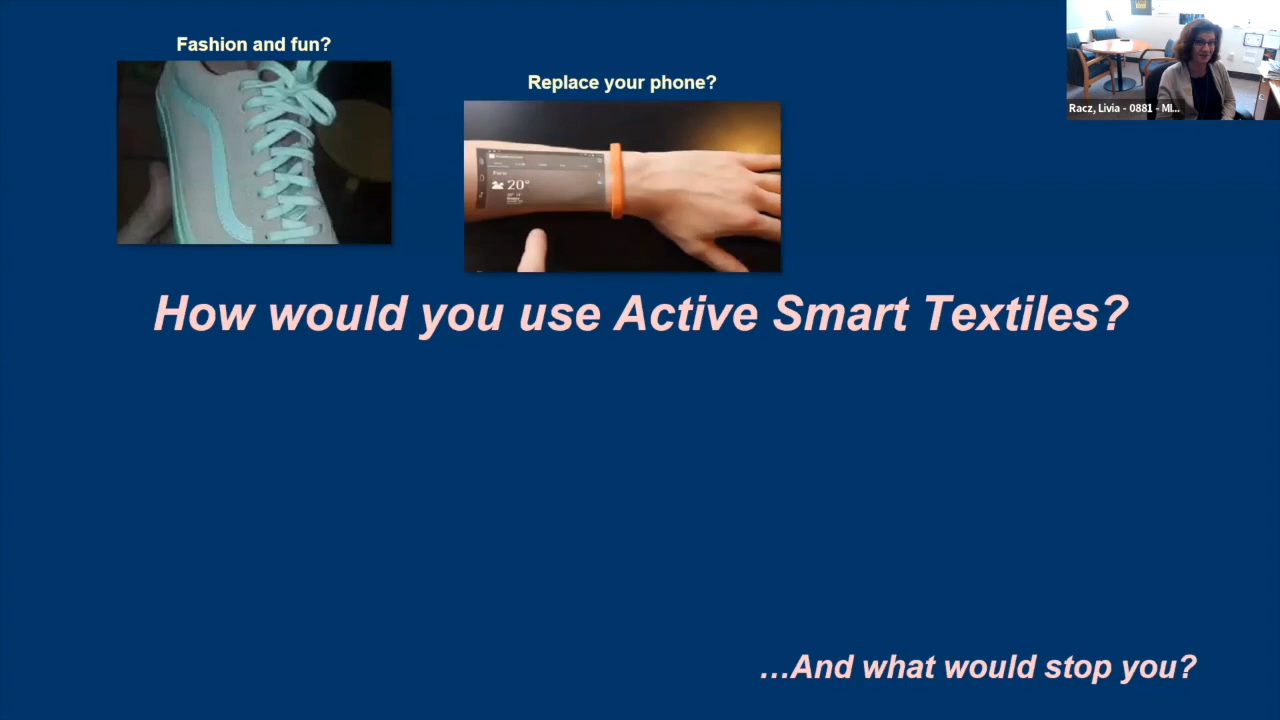 Fashion and fun?
Replace your phone?
Racz, Livia - 0881 - MI...
20°
How would you use Active Smart Textiles?
...And what would stop you?